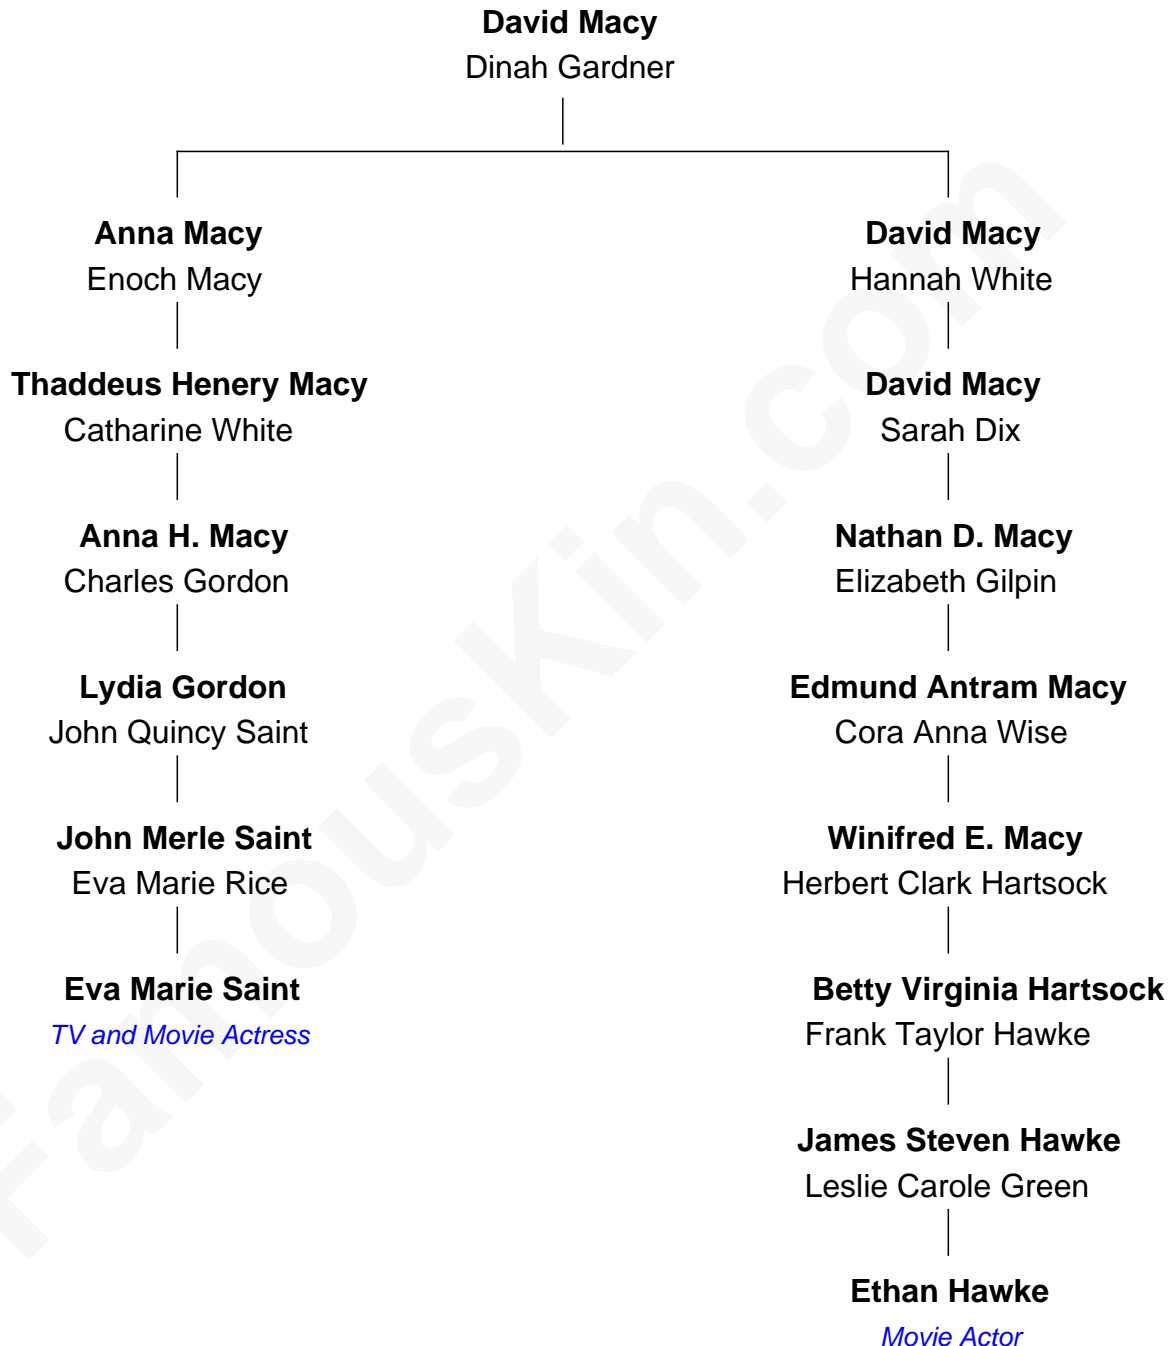 David Macy
Dinah Gardner
Anna Macy
Enoch Macy
David Macy
Hannah White
Thaddeus Henery Macy
Catharine White
David Macy
Sarah Dix
Anna H. Macy
Charles Gordon
Nathan D. Macy
Elizabeth Gilpin
Lydia Gordon
John Quincy Saint
Edmund Antram Macy
Cora Anna Wise
John Merle Saint
Eva Marie Rice
Winifred E. Macy
Herbert Clark Hartsock
Eva Marie Saint
TV and Movie Actress
Betty Virginia Hartsock
Frank Taylor Hawke
James Steven Hawke
Leslie Carole Green
Ethan Hawke
Movie Actor
FamousKin.com